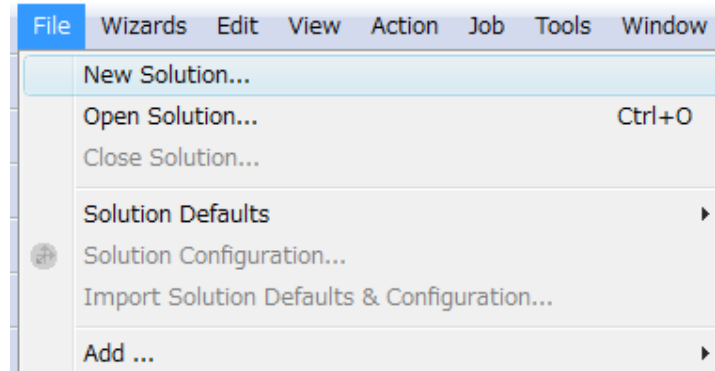 File Wizards Edit View Action Job Tools Window
New Solution...
Open Solution... Ctrl+O
Close Solution...
Solution Defaults
Solution Configuration...
Import Solution Defaults & Configuration...
Add ...